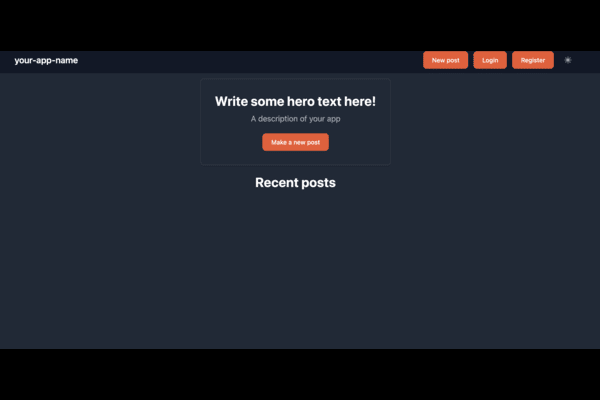 your-app-name
New post
Login
Register
Write some hero text here!
A description of your app
Make a new post
Recent posts